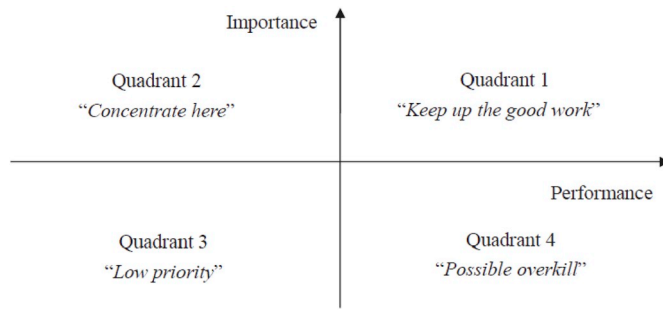 Importance
Quadrant 2
“Concentrate here”
Quadrant 1
“Keep up the good work”
Performance
Quadrant 3
“Low priority”
Quadrant 4
“Possible overkill”